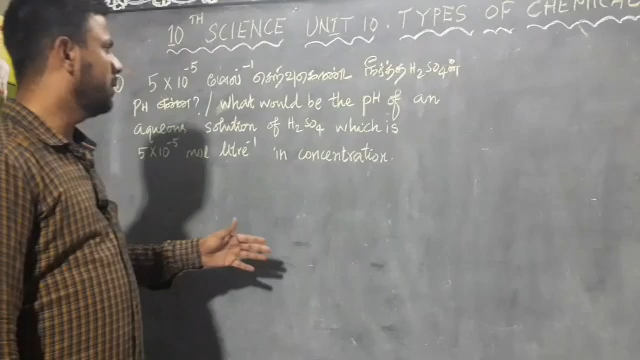 10TH SCIENCE UNIT 10. TYPES OF CHEMICAL
5 X 10-5 மோல் லிட்-1 செறிவுகொண்ட நீர்த்த H2SO4ன்
PH என்ன? / What would be the pH of an
aqueous solution of H2SO4 which is
5 X 10-5 mol litre-1 in concentration.